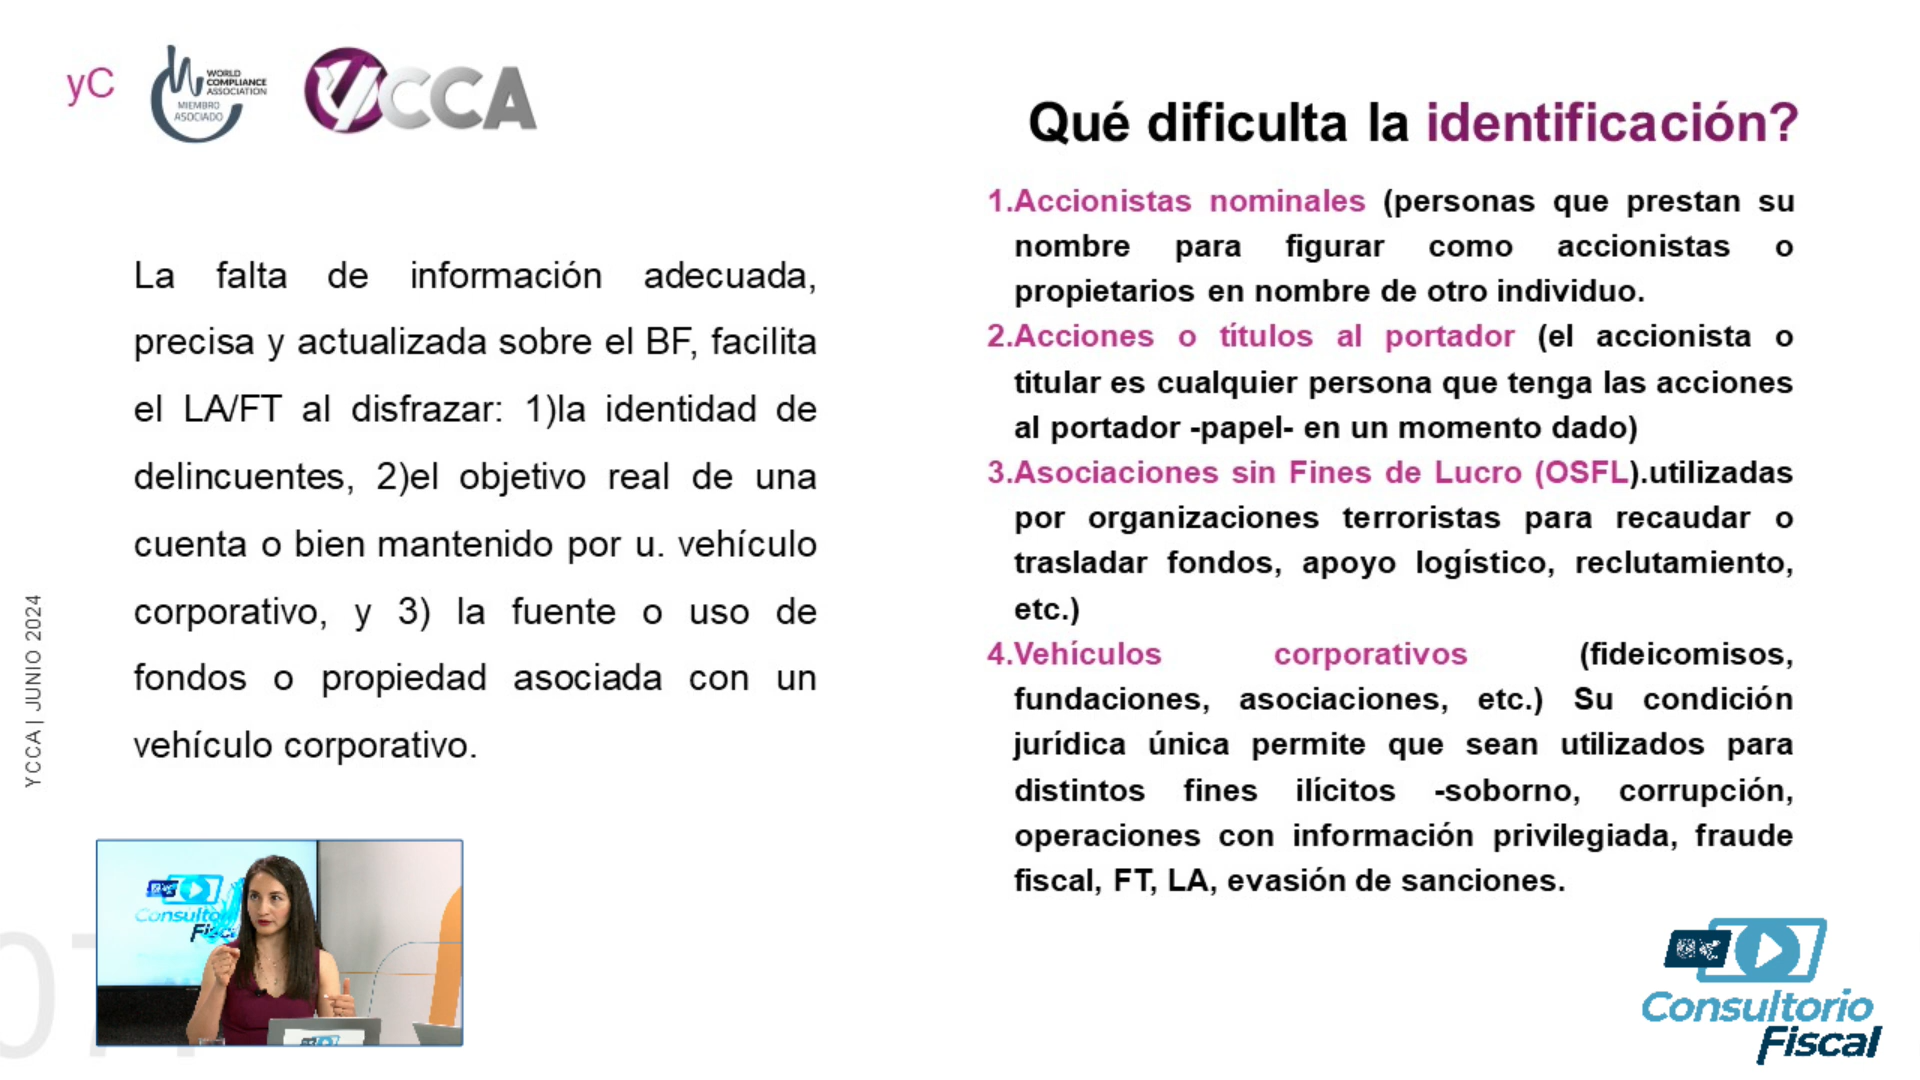 yC
WORLD
COMPLIANCE
ASSOCIATION
MIEMBRO
ASOCIADO
YCCA
Qué dificulta la identificación?
La falta de información adecuada,
precisa y actualizada sobre el BF, facilita
el LA/FT al disfrazar: 1)la identidad de
delincuentes, 2)el objetivo real de una
cuenta o bien mantenido por u. vehículo
corporativo, y 3) la fuente o uso de
fondos o propiedad asociada con un
vehículo corporativo.
1.Accionistas nominales (personas que prestan su
nombre para figurar como accionistas o
propietarios en nombre de otro individuo.
2.Acciones o títulos al portador (el accionista o
titular es cualquier persona que tenga las acciones
al portador -papel- en un momento dado)
3.Asociaciones sin Fines de Lucro (OSFL).utilizadas
por organizaciones terroristas para recaudar o
trasladar fondos, apoyo logístico, reclutamiento,
etc.)
4.Vehículos corporativos (fideicomisos,
fundaciones, asociaciones, etc.) Su condición
jurídica única permite que sean utilizados para
distintos fines ilícitos -soborno, corrupción,
operaciones con información privilegiada, fraude
fiscal, FT, LA, evasión de sanciones.
YCCA | JUNIO 2024
Consultorio
Fiscal